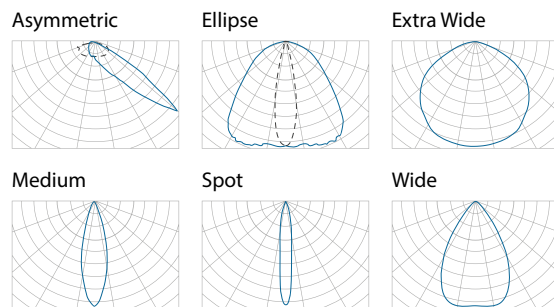 Asymmetric
Ellipse
Extra Wide
Medium
Spot
Wide